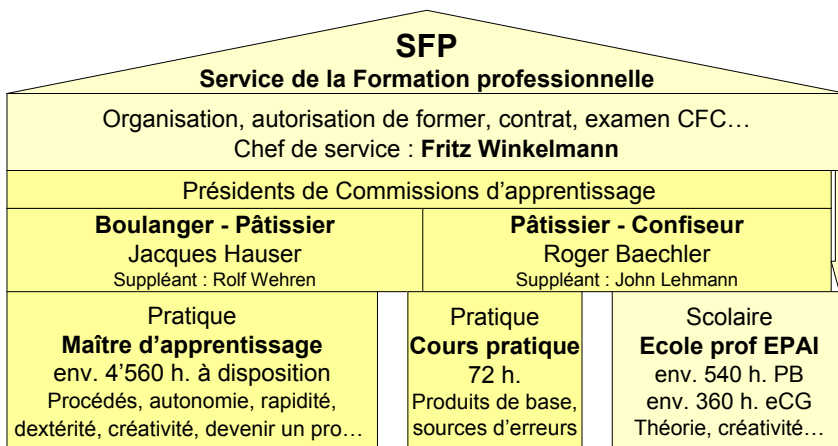 SFP
Service de la Formation professionnelle
Organisation, autorisation de former, contrat, examen CFC…
Chef de service : Fritz Winkelmann
Présidents de Commissions d'apprentissage
Boulanger - Pâtissier
Jacques Hauser
Suppléant : Rolf Wehren
Pâtissier - Confiseur
Roger Baechler
Suppléant : John Lehmann
Pratique
Maître d'apprentissage
env. 4'560 h. à disposition
Procédés, autonomie, rapidité,
dextérité, créativité, devenir un pro…
Pratique
Cours pratique
72 h.
Produits de base,
sources d'erreurs
Scolaire
Ecole prof EPAI
env. 540 h. PB
env. 360 h. eCG
Théorie, créativité…